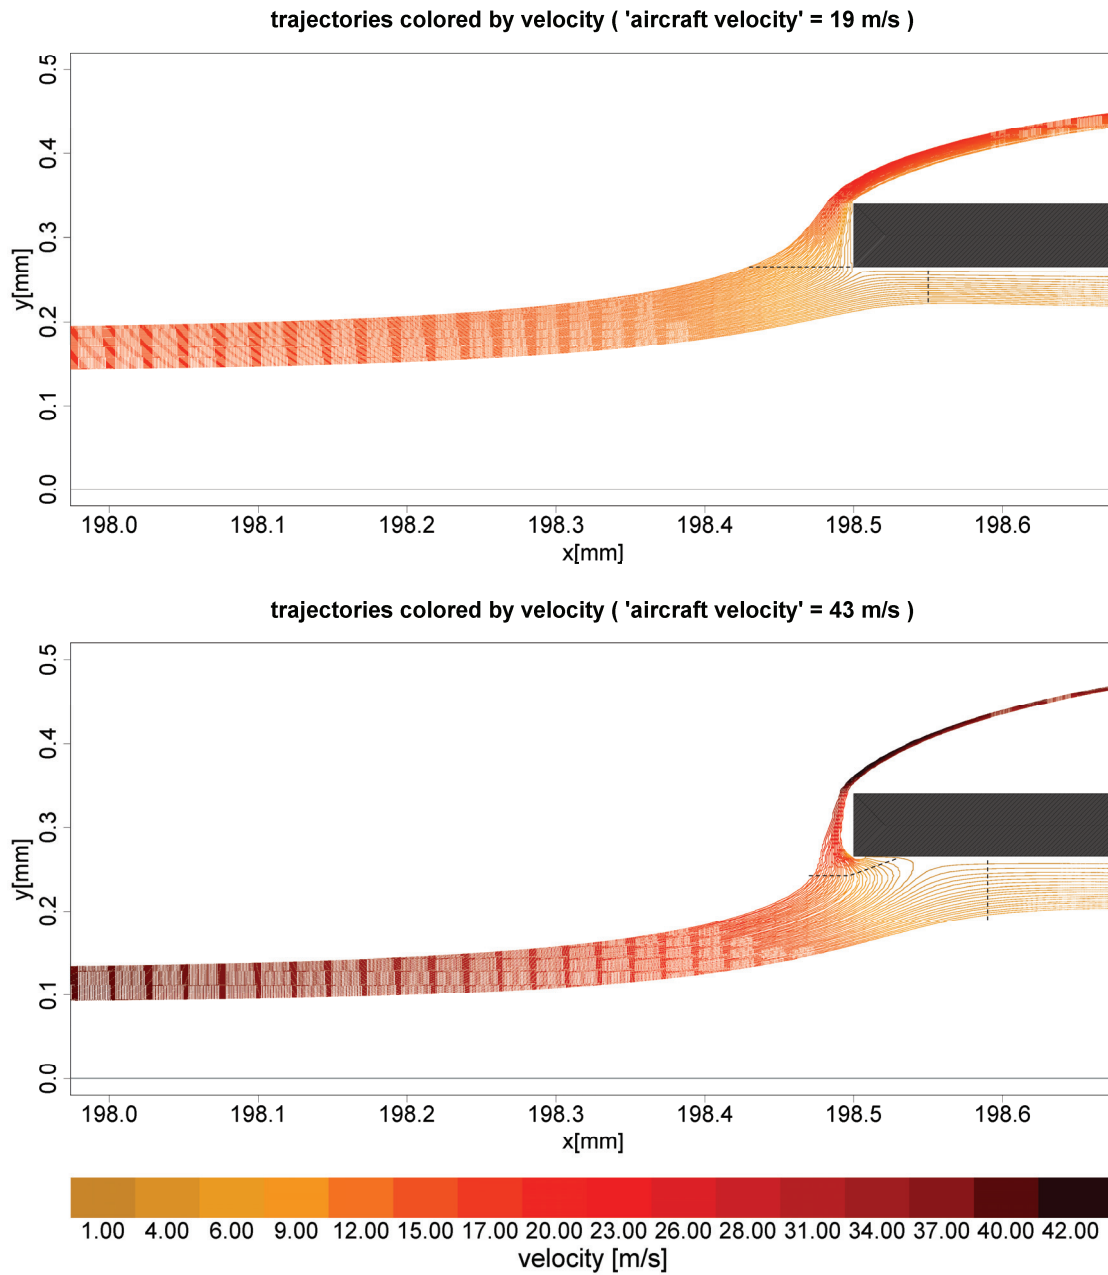 trajectories colored by velocity ( 'aircraft velocity' = 19 m/s )
0.5
0.4
0.3
0.2
0.1
0.0
y[mm]
198.0 198.1 198.2 198.3 198.4 198.5 198.6
x[mm]
trajectories colored by velocity ( 'aircraft velocity' = 43 m/s )
0.5
0.4
0.3
0.2
0.1
0.0
y[mm]
198.0 198.1 198.2 198.3 198.4 198.5 198.6
x[mm]
1.00 4.00 6.00 9.00 12.00 15.00 17.00 20.00 23.00 26.00 28.00 31.00 34.00 37.00 40.00 42.00
velocity [m/s]